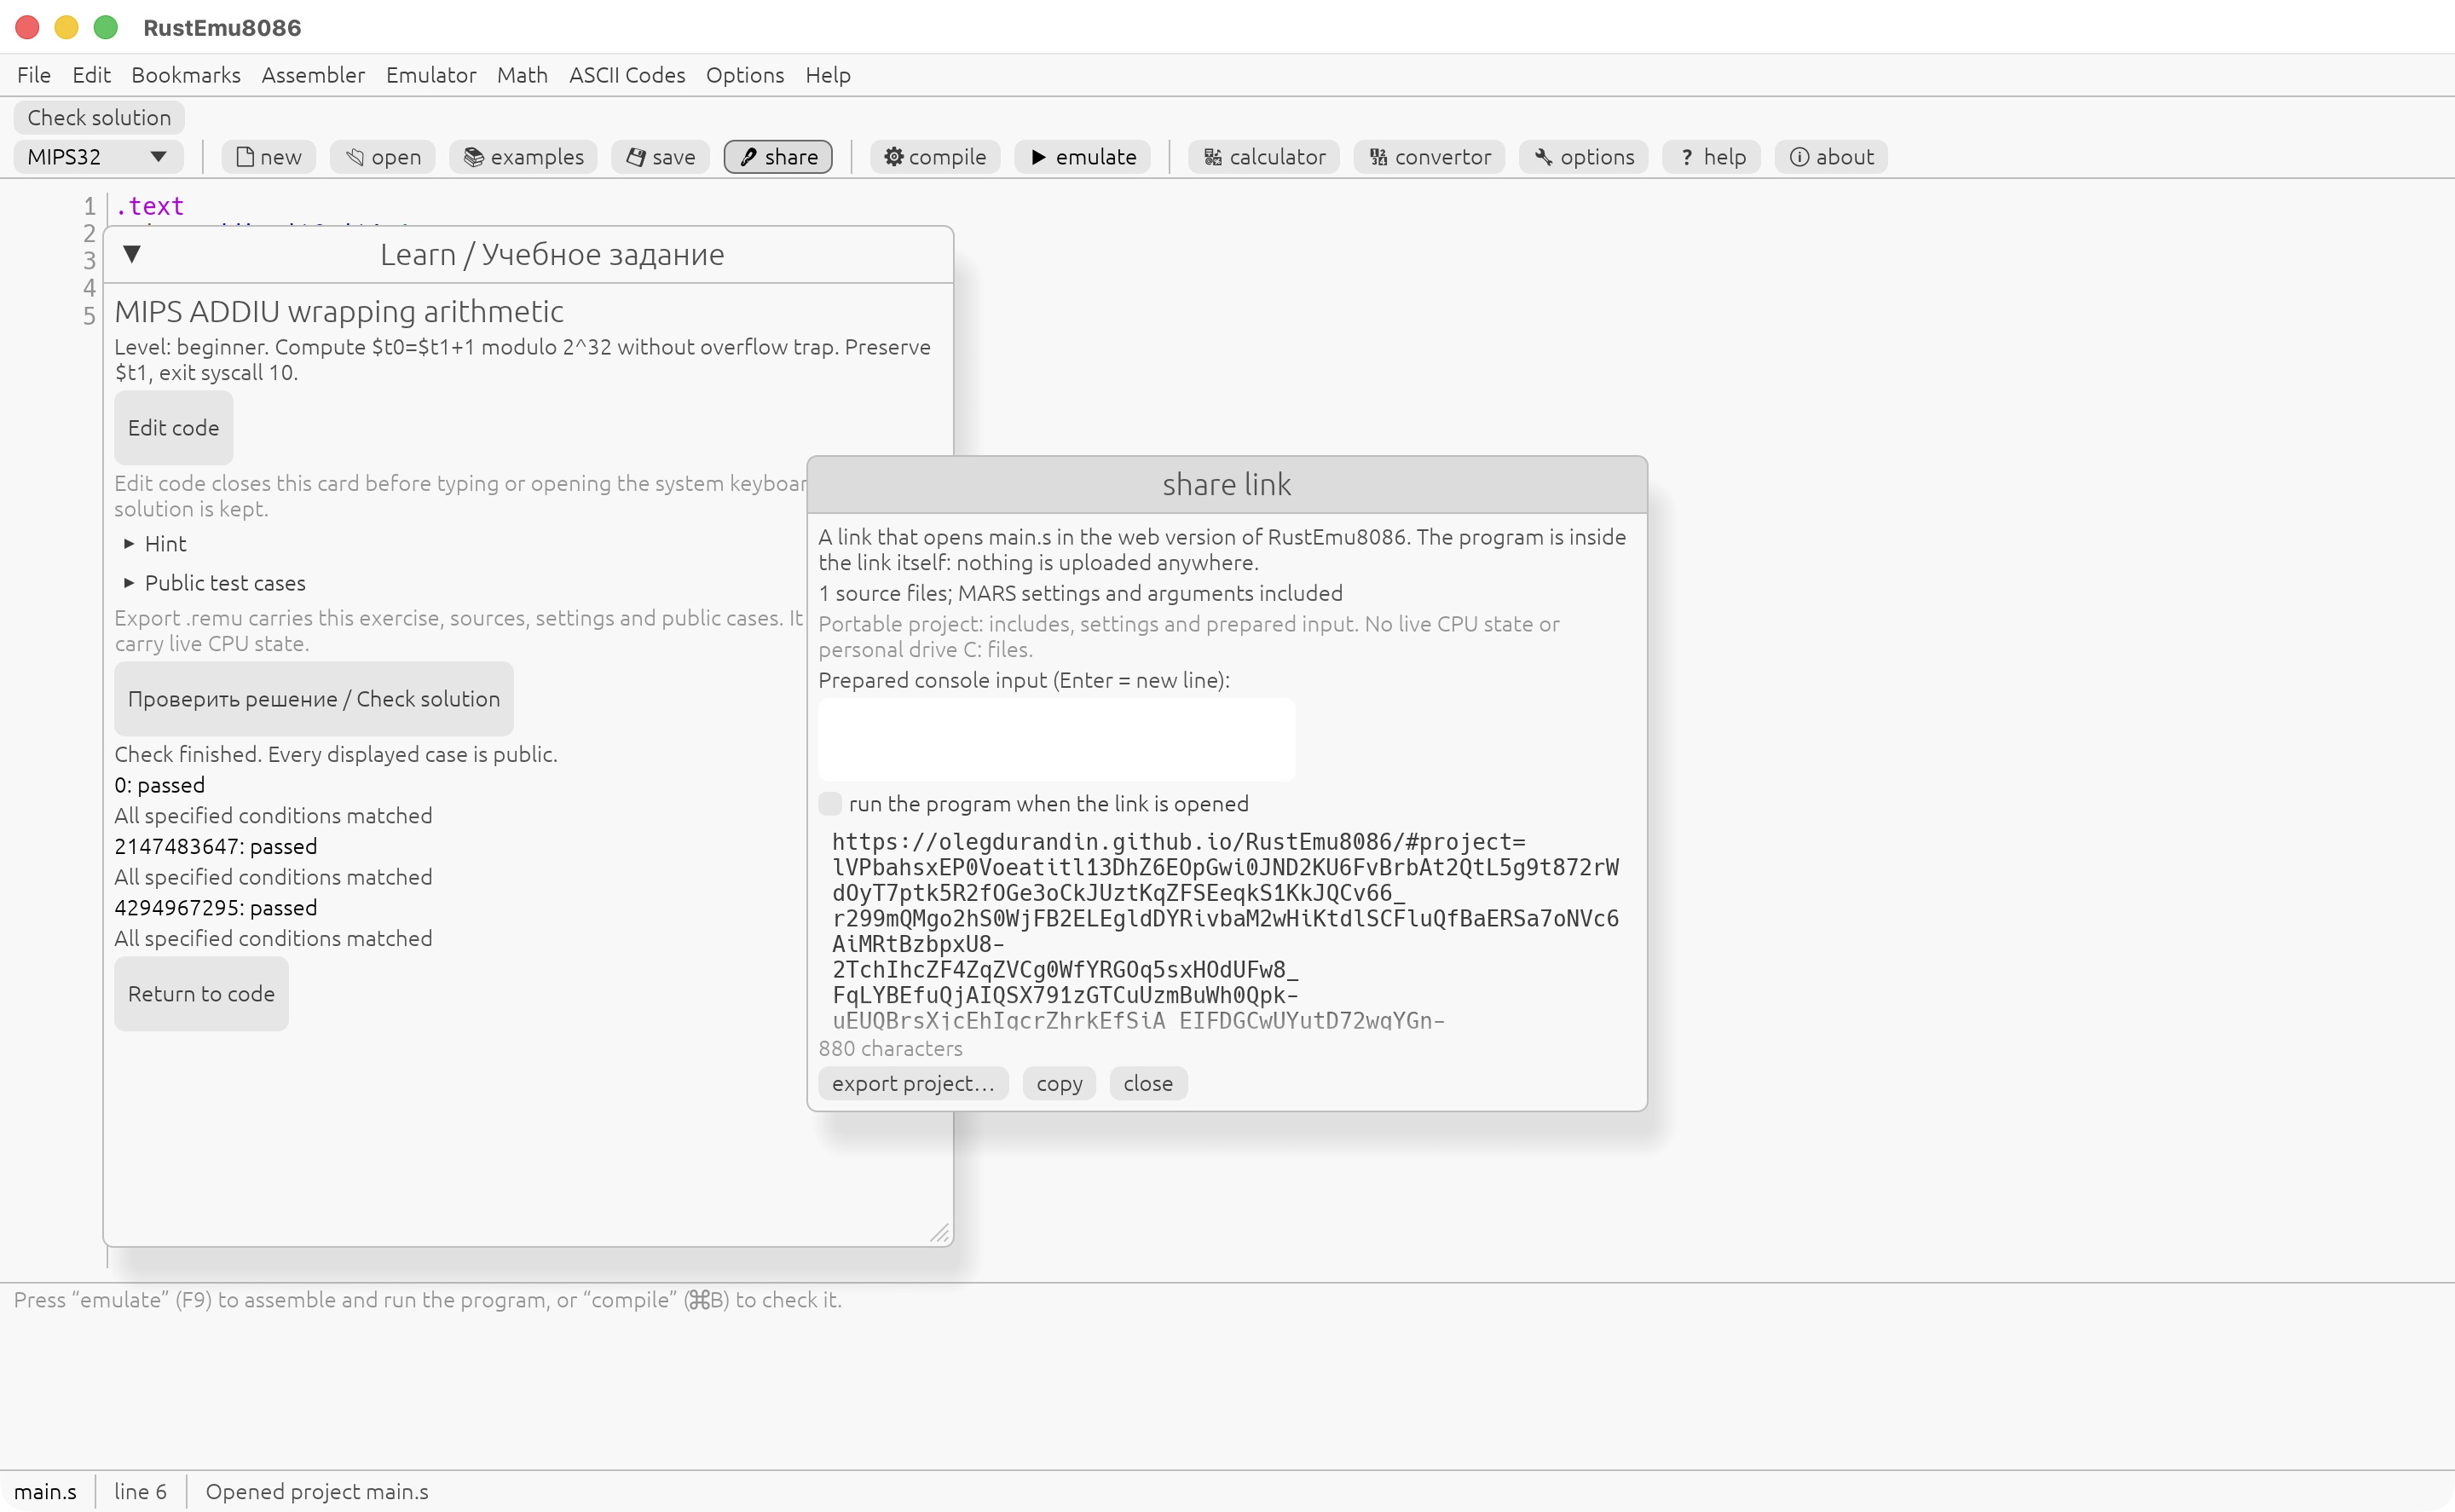 RustEmu8086
File Edit Bookmarks Assembler Emulator Math ASCII Codes Options Help
Check solution
MIPS32 new open examples save share compile emulate calculator convertor options ? help about
1 .text
2
3
4
5
Learn / Учебное задание
MIPS ADDIU wrapping arithmetic
Level: beginner. Compute $t0=$t1+1 modulo 2^32 without overflow trap. Preserve
$t1, exit syscall 10.
Edit code
Edit code closes this card before typing or opening the system
solution is kept.
Hint
Public test cases
Export .remu carries this exercise, sources, settings and public cases. It
carry live CPU state.
Проверить решение / Check solution
Check finished. Every displayed case is public.
0: passed
All specified conditions matched
2147483647: passed
All specified conditions matched
4294967295: passed
All specified conditions matched
Return to code
share link
A link that opens main.s in the web version of RustEmu8086. The program is inside
the link itself: nothing is uploaded anywhere.
1 source files; MARS settings and arguments included
Portable project: includes, settings and prepared input. No live CPU state or
personal drive C: files.
Prepared console input (Enter = new line):
run the program when the link is opened
https://olegdurandin.github.io/RustEmu8086/#project=
lVPbahsxEP0Voeatitl13DhZ6EOpGwi0JND2KU6FvBrbAt2QtL5g9t872rW
dOyT7ptk5R2fOGe3oCkJUztKqZFSEeqkS1KkJQCv66_
r299mQMgo2hS0WjFB2ELEgldDYRivbaM2wHiKtdlSCFluQfBaERSa7oNVc6
AiMRtBzbpxU8-
2TchIhcZF4ZqZVCg0WfYRGOq5sxHOdUFw8_
FqLYBEfuQjAIQSX791zGTCuUzmBuWh0Qpk-
uEUQBrsXjcEhIgcrZhrkEfSiA_EIFDGCwUYutD72wqYGn-
880 characters
export project... copy close
Press “emulate” (F9) to assemble and run the program, or “compile” (⌘B) to check it.
main.s line 6 Opened project main.s